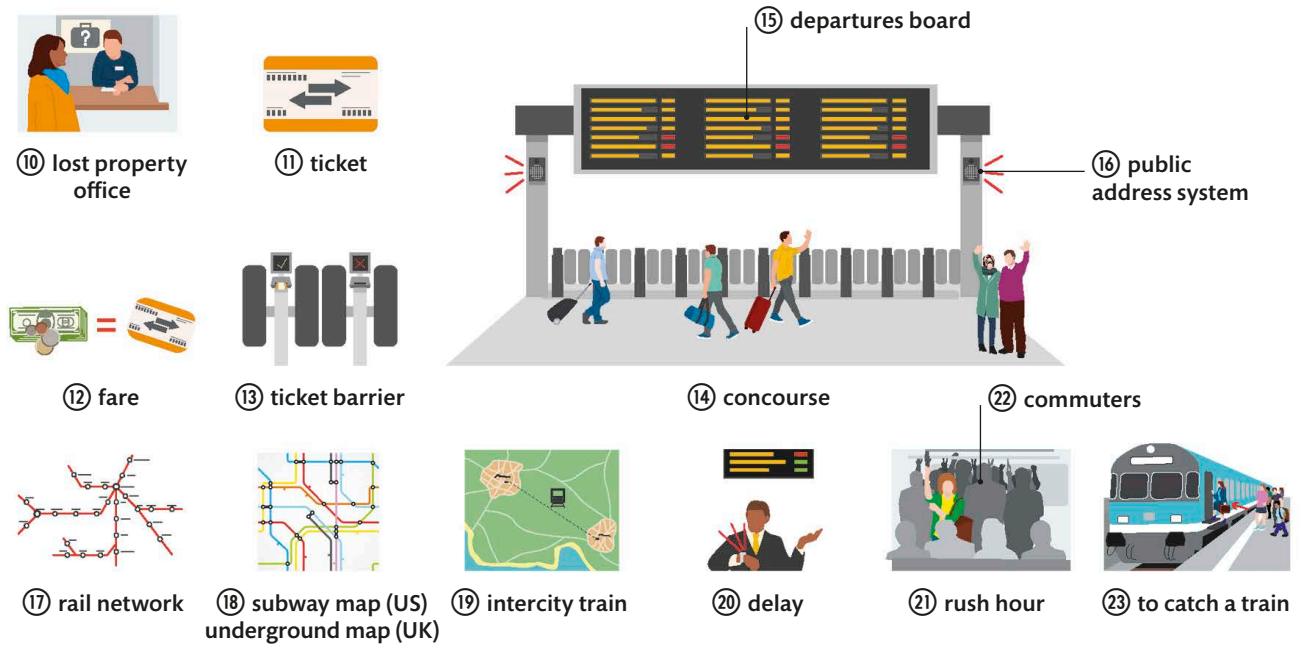 ⑮ departures board
⑩ lost property
office
⑪ ticket
⑯ public
address system
⑫ fare
⑬ ticket barrier
⑭ concourse
㉒ commuters
⑰ rail network
⑱ subway map (US)
underground map (UK)
⑲ intercity train
⑳ delay
㉑ rush hour
㉓ to catch a train